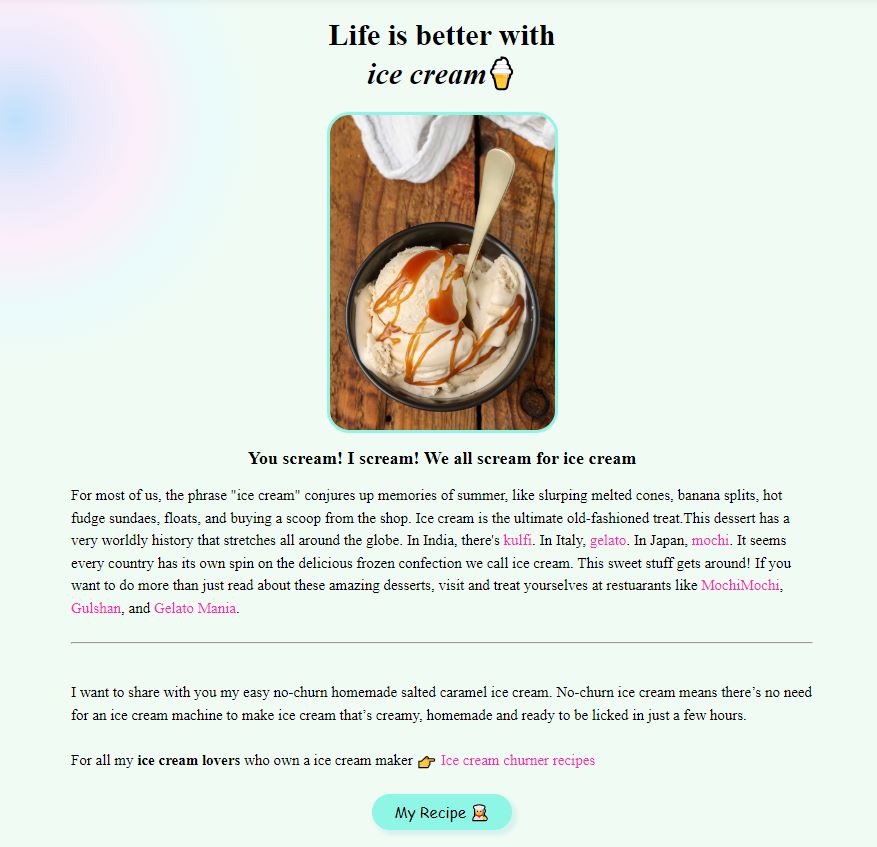 Life is better with
ice cream🍦
You scream! I scream! We all scream for ice cream
For most of us, the phrase "ice cream" conjures up memories of summer, like slurping melted cones, banana splits, hot
fudge sundaes, floats, and buying a scoop from the shop. Ice cream is the ultimate old-fashioned treat.This dessert has a
very worldly history that stretches all around the globe. In India, there's kulfi. In Italy, gelato. In Japan, mochi. It seems
every country has its own spin on the delicious frozen confection we call ice cream. This sweet stuff gets around! If you
want to do more than just read about these amazing desserts, visit and treat yourselves at restuarants like MochiMochi,
Gulshan, and Gelato Mania.
I want to share with you my easy no-churn homemade salted caramel ice cream. No-churn ice cream means there’s no need
for an ice cream machine to make ice cream that’s creamy, homemade and ready to be licked in just a few hours.
For all my ice cream lovers who own a ice cream maker 👉 Ice cream churner recipes
My Recipe 👨‍🍳